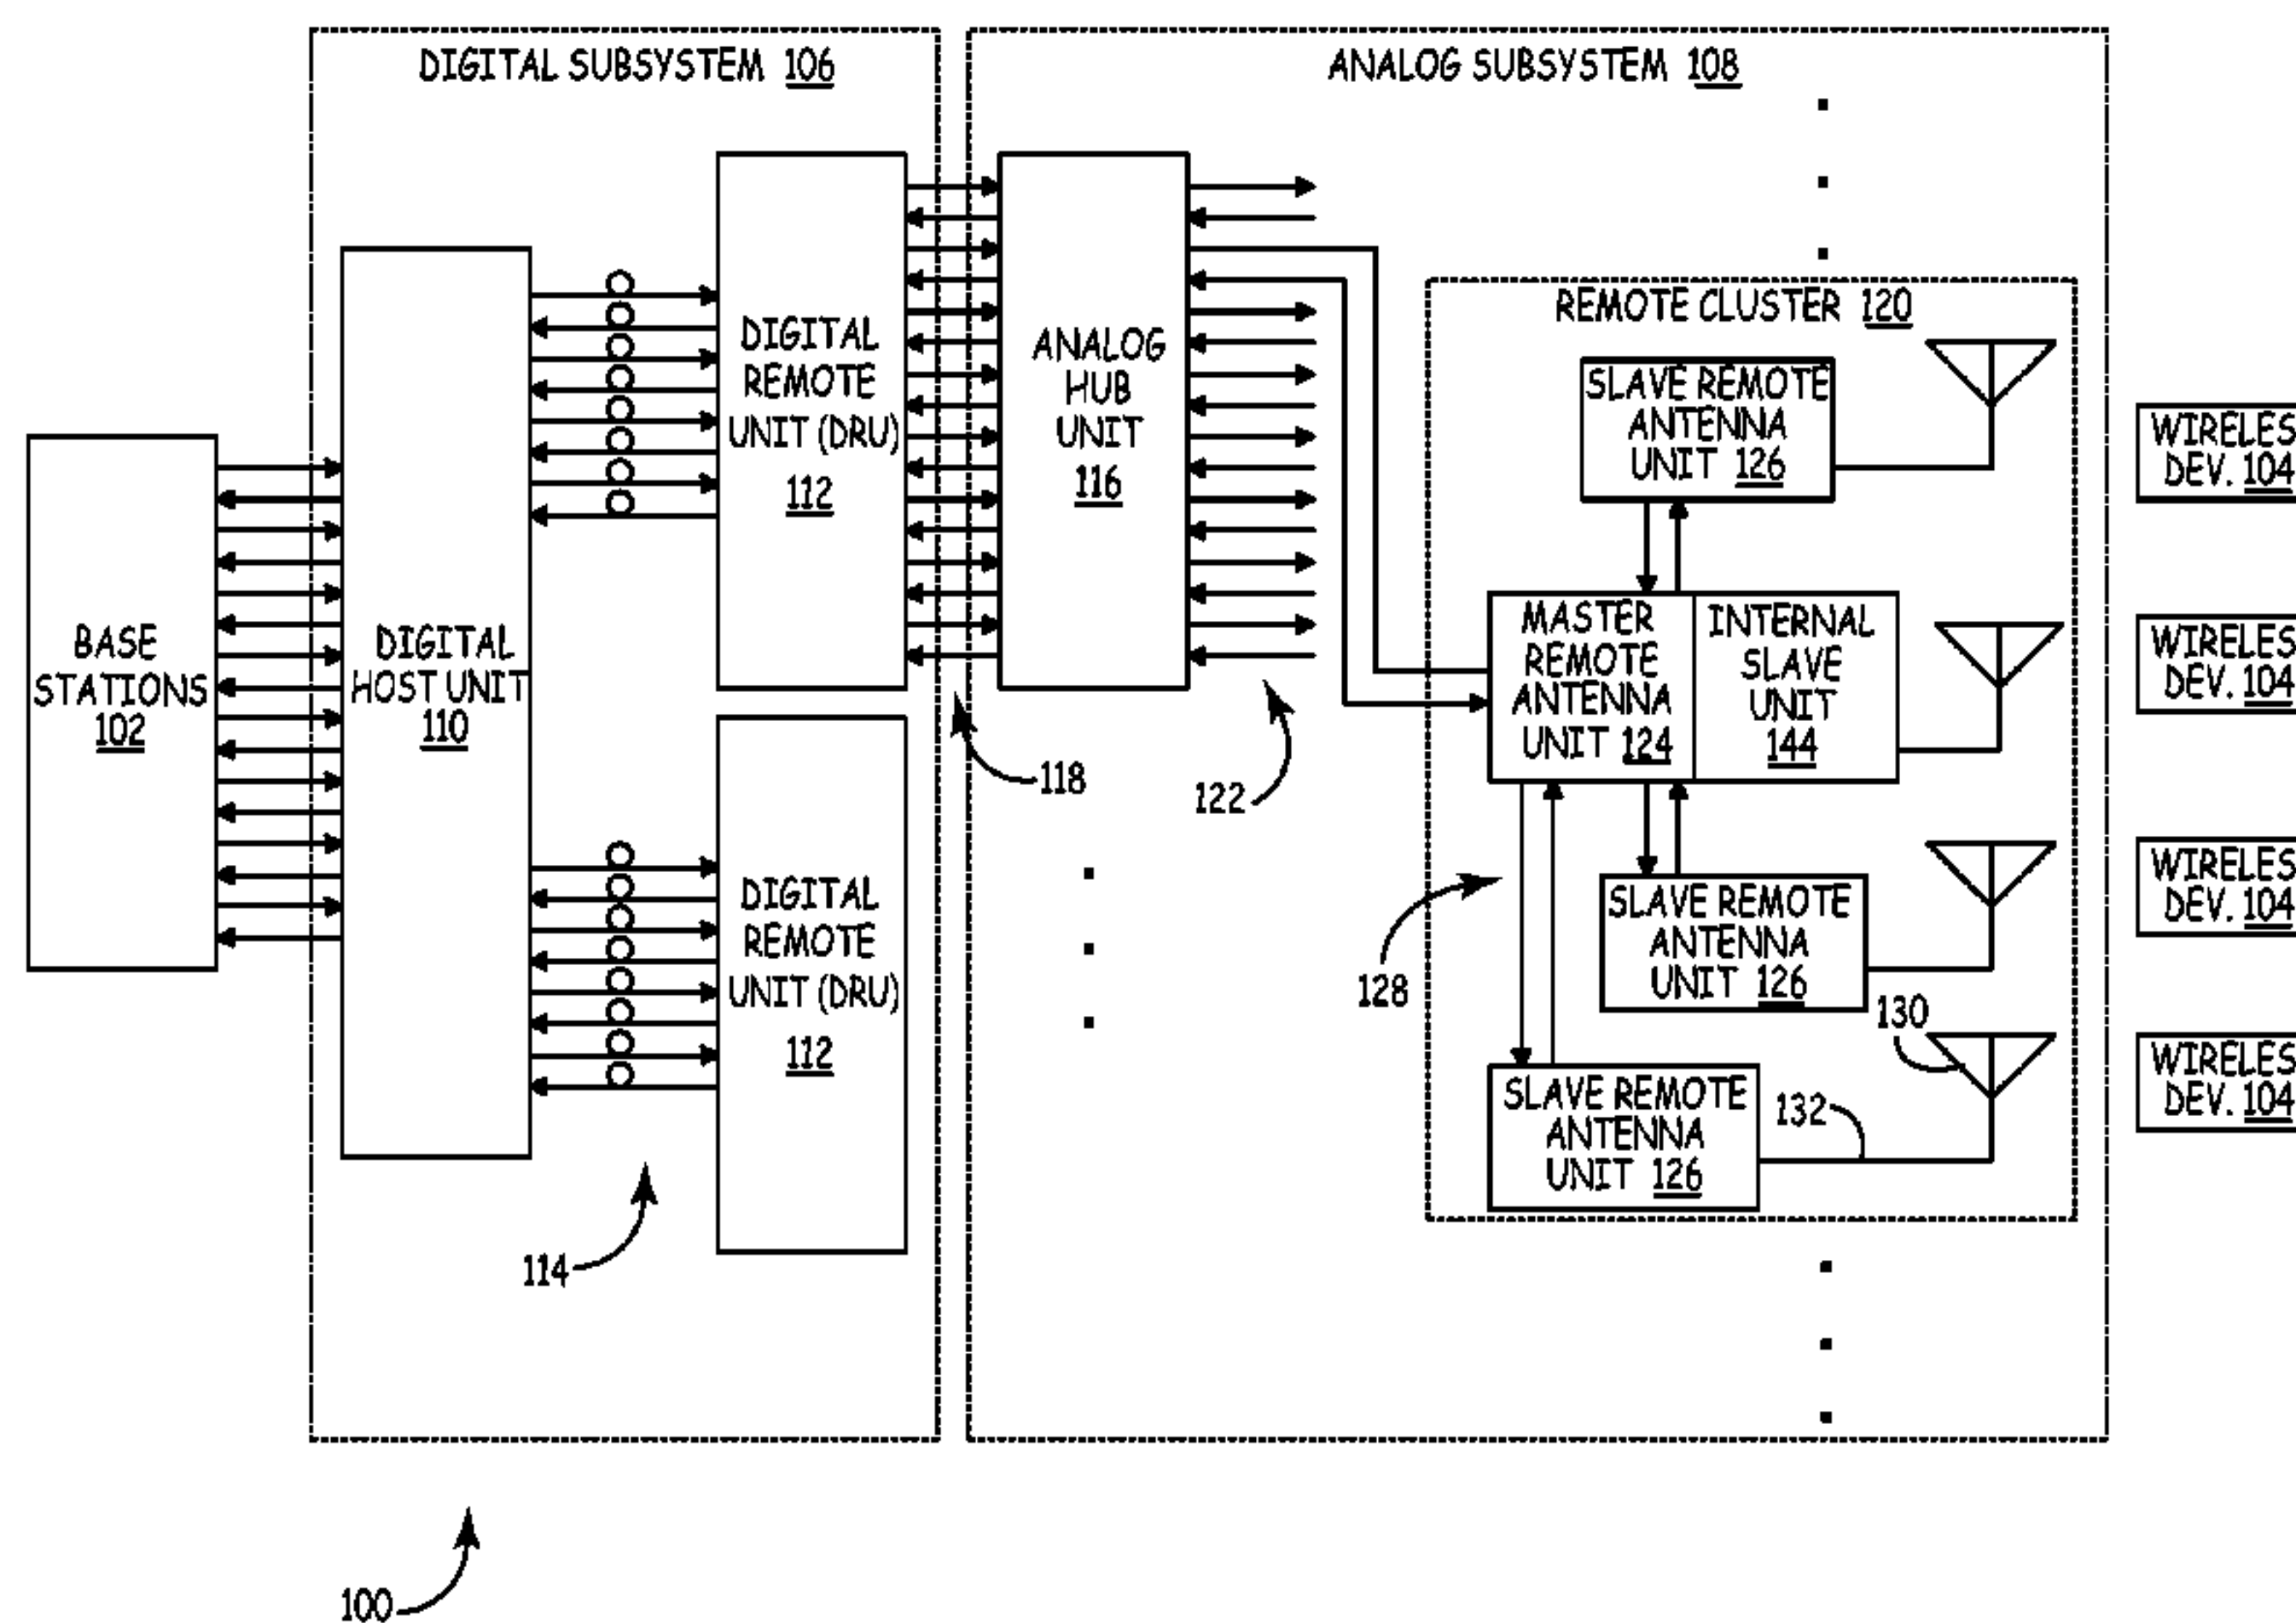 DIGITAL SUBSYSTEM 106
ANALOG SUBSYSTEM 108
BASE
STATIONS
102
DIGITAL
HOST UNIT
110
DIGITAL
REMOTE
UNIT (DRU)
112
DIGITAL
REMOTE
UNIT (DRU)
112
114
ANALOG
HUB
UNIT
116
118
122
REMOTE CLUSTER 120
SLAVE REMOTE
ANTENNA
UNIT 126
MASTER
REMOTE
ANTENNA
UNIT 124
INTERNAL
SLAVE
UNIT
144
128
SLAVE REMOTE
ANTENNA
UNIT 126
130
SLAVE REMOTE
ANTENNA
UNIT 126
132
WIRELES
DEV. 104
WIRELES
DEV. 104
WIRELES
DEV. 104
WIRELES
DEV. 104
100